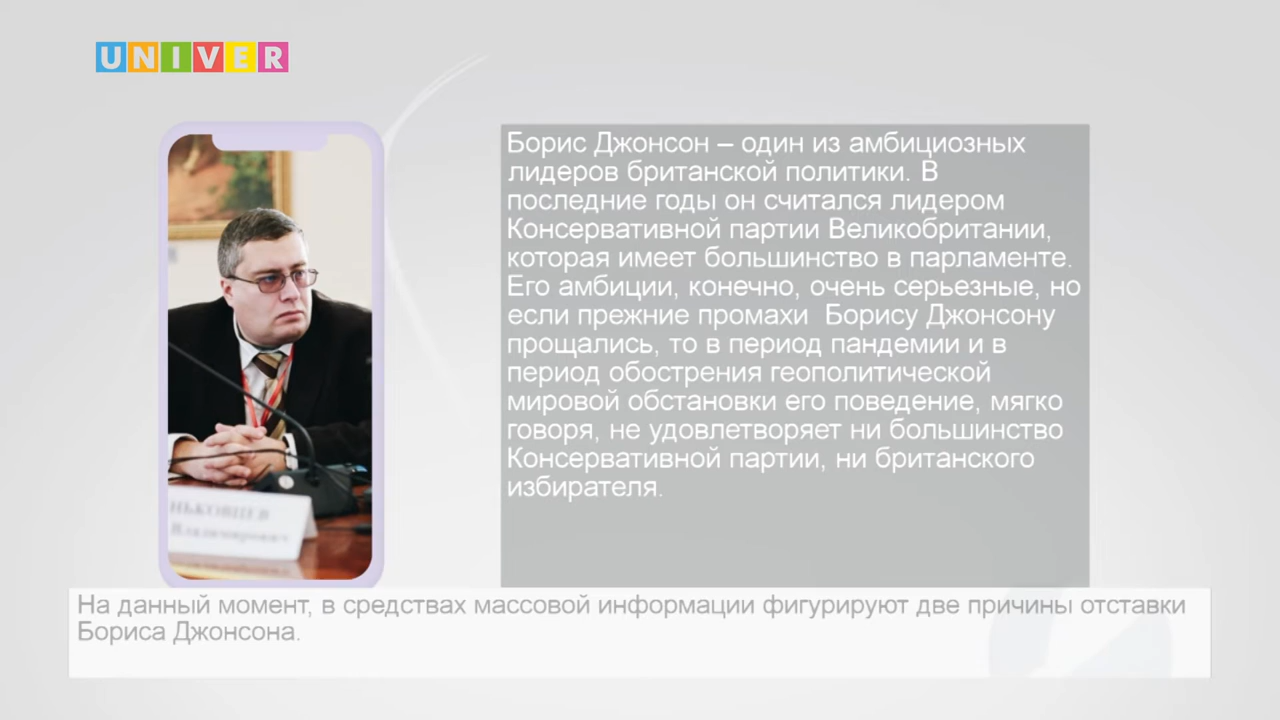 UNIVER
Борис Джонсон – один из амбициозных
лидеров британской политики. В
последние годы он считался лидером
Консервативной партии Великобритании,
которая имеет большинство в парламенте.
Его амбиции, конечно, очень серьезные, но
если прежние промахи  Борису Джонсону
прощались, то в период пандемии и в
период обострения геополитической
мировой обстановки его поведение, мягко
говоря, не удовлетворяет ни большинство
Консервативной партии, ни британского
избирателя.
НЬКОВЦЕВ
Владимирович
На данный момент, в средствах массовой информации фигурируют две причины отставки
Бориса Джонсона.